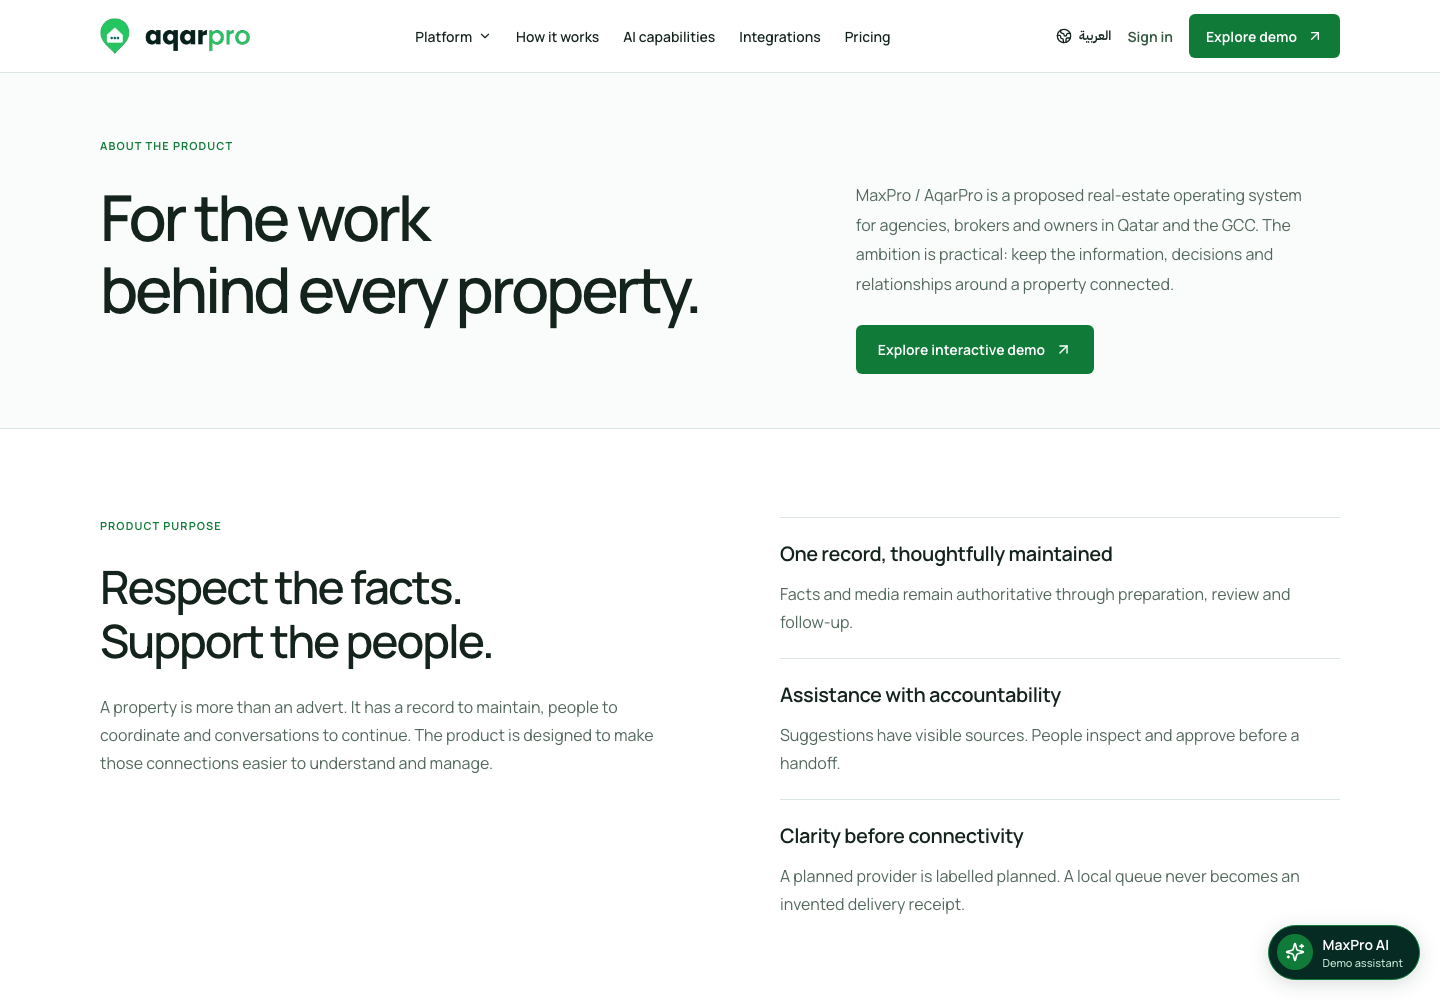 aqarpro
Platform
How it works
AI capabilities
Integrations
Pricing
العربية
Sign in
Explore demo
ABOUT THE PRODUCT
For the work
behind every property.
MaxPro / AqarPro is a proposed real-estate operating system
for agencies, brokers and owners in Qatar and the GCC. The
ambition is practical: keep the information, decisions and
relationships around a property connected.
Explore interactive demo
PRODUCT PURPOSE
Respect the facts.
Support the people.
A property is more than an advert. It has a record to maintain, people to
coordinate and conversations to continue. The product is designed to make
those connections easier to understand and manage.
One record, thoughtfully maintained
Facts and media remain authoritative through preparation, review and
follow-up.
Assistance with accountability
Suggestions have visible sources. People inspect and approve before a
handoff.
Clarity before connectivity
A planned provider is labelled planned. A local queue never becomes an
invented delivery receipt.
MaxPro AI
Demo assistant